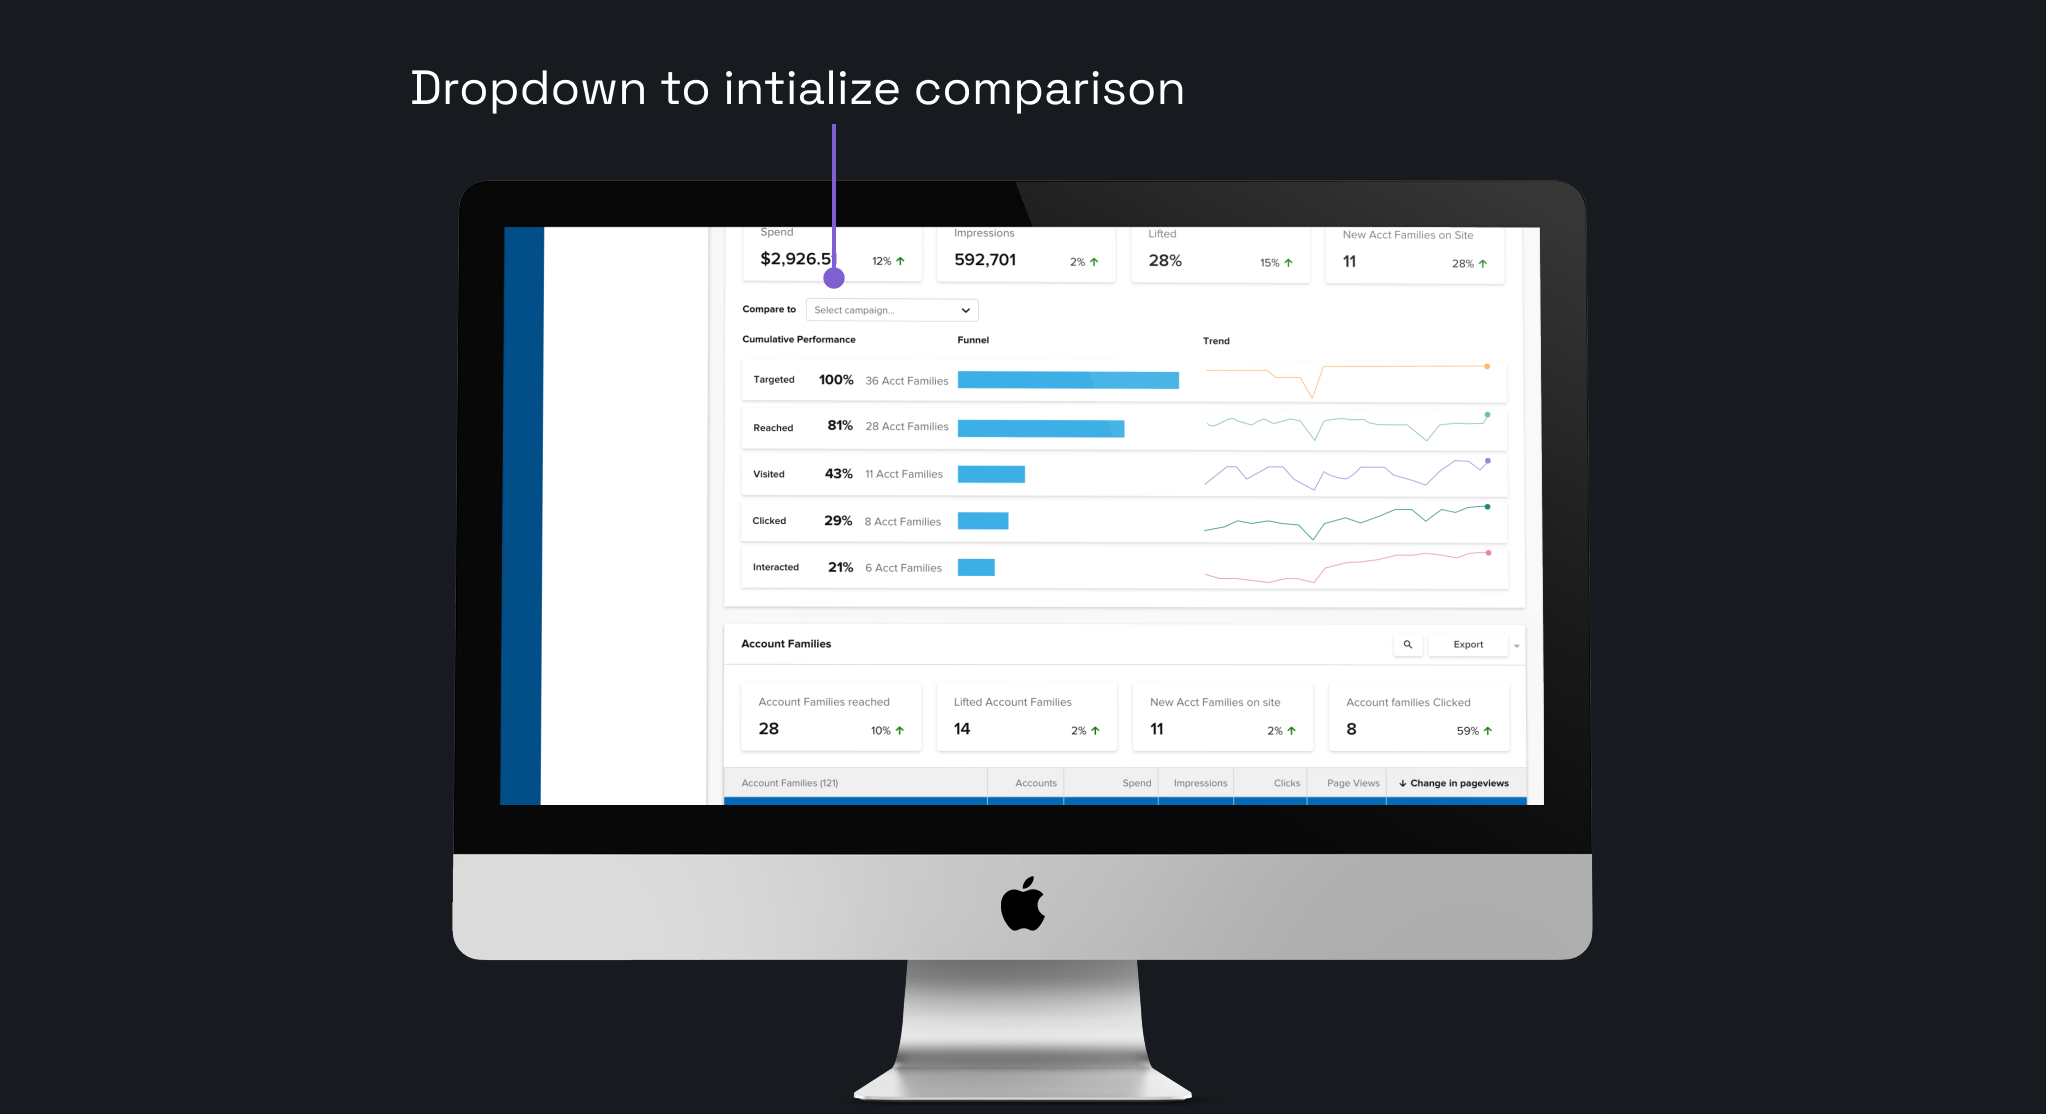 Dropdown to intialize comparison
Spend
Impressions
Lifted
New Acct Families on Site
12%
592,701
2%
28%
15%
11
28%
Compare to
Select campaign...
Cumulative Performance
Funnel
Trend
Targeted 100% 36 Acct Families
Reached 81% 28 Acct Families
Visited 43% 11 Acct Families
Clicked 29% 8 Acct Families
Interacted 21% 6 Acct Families
Account Families
Export
Account Families reached
Lifted Account Families
New Acct Families on site
Account families Clicked
28
10%
14
2%
11
2%
8
59%
Account Families (121)
Accounts
Spend
Impressions
Clicks
Page Views
Change in pageviews